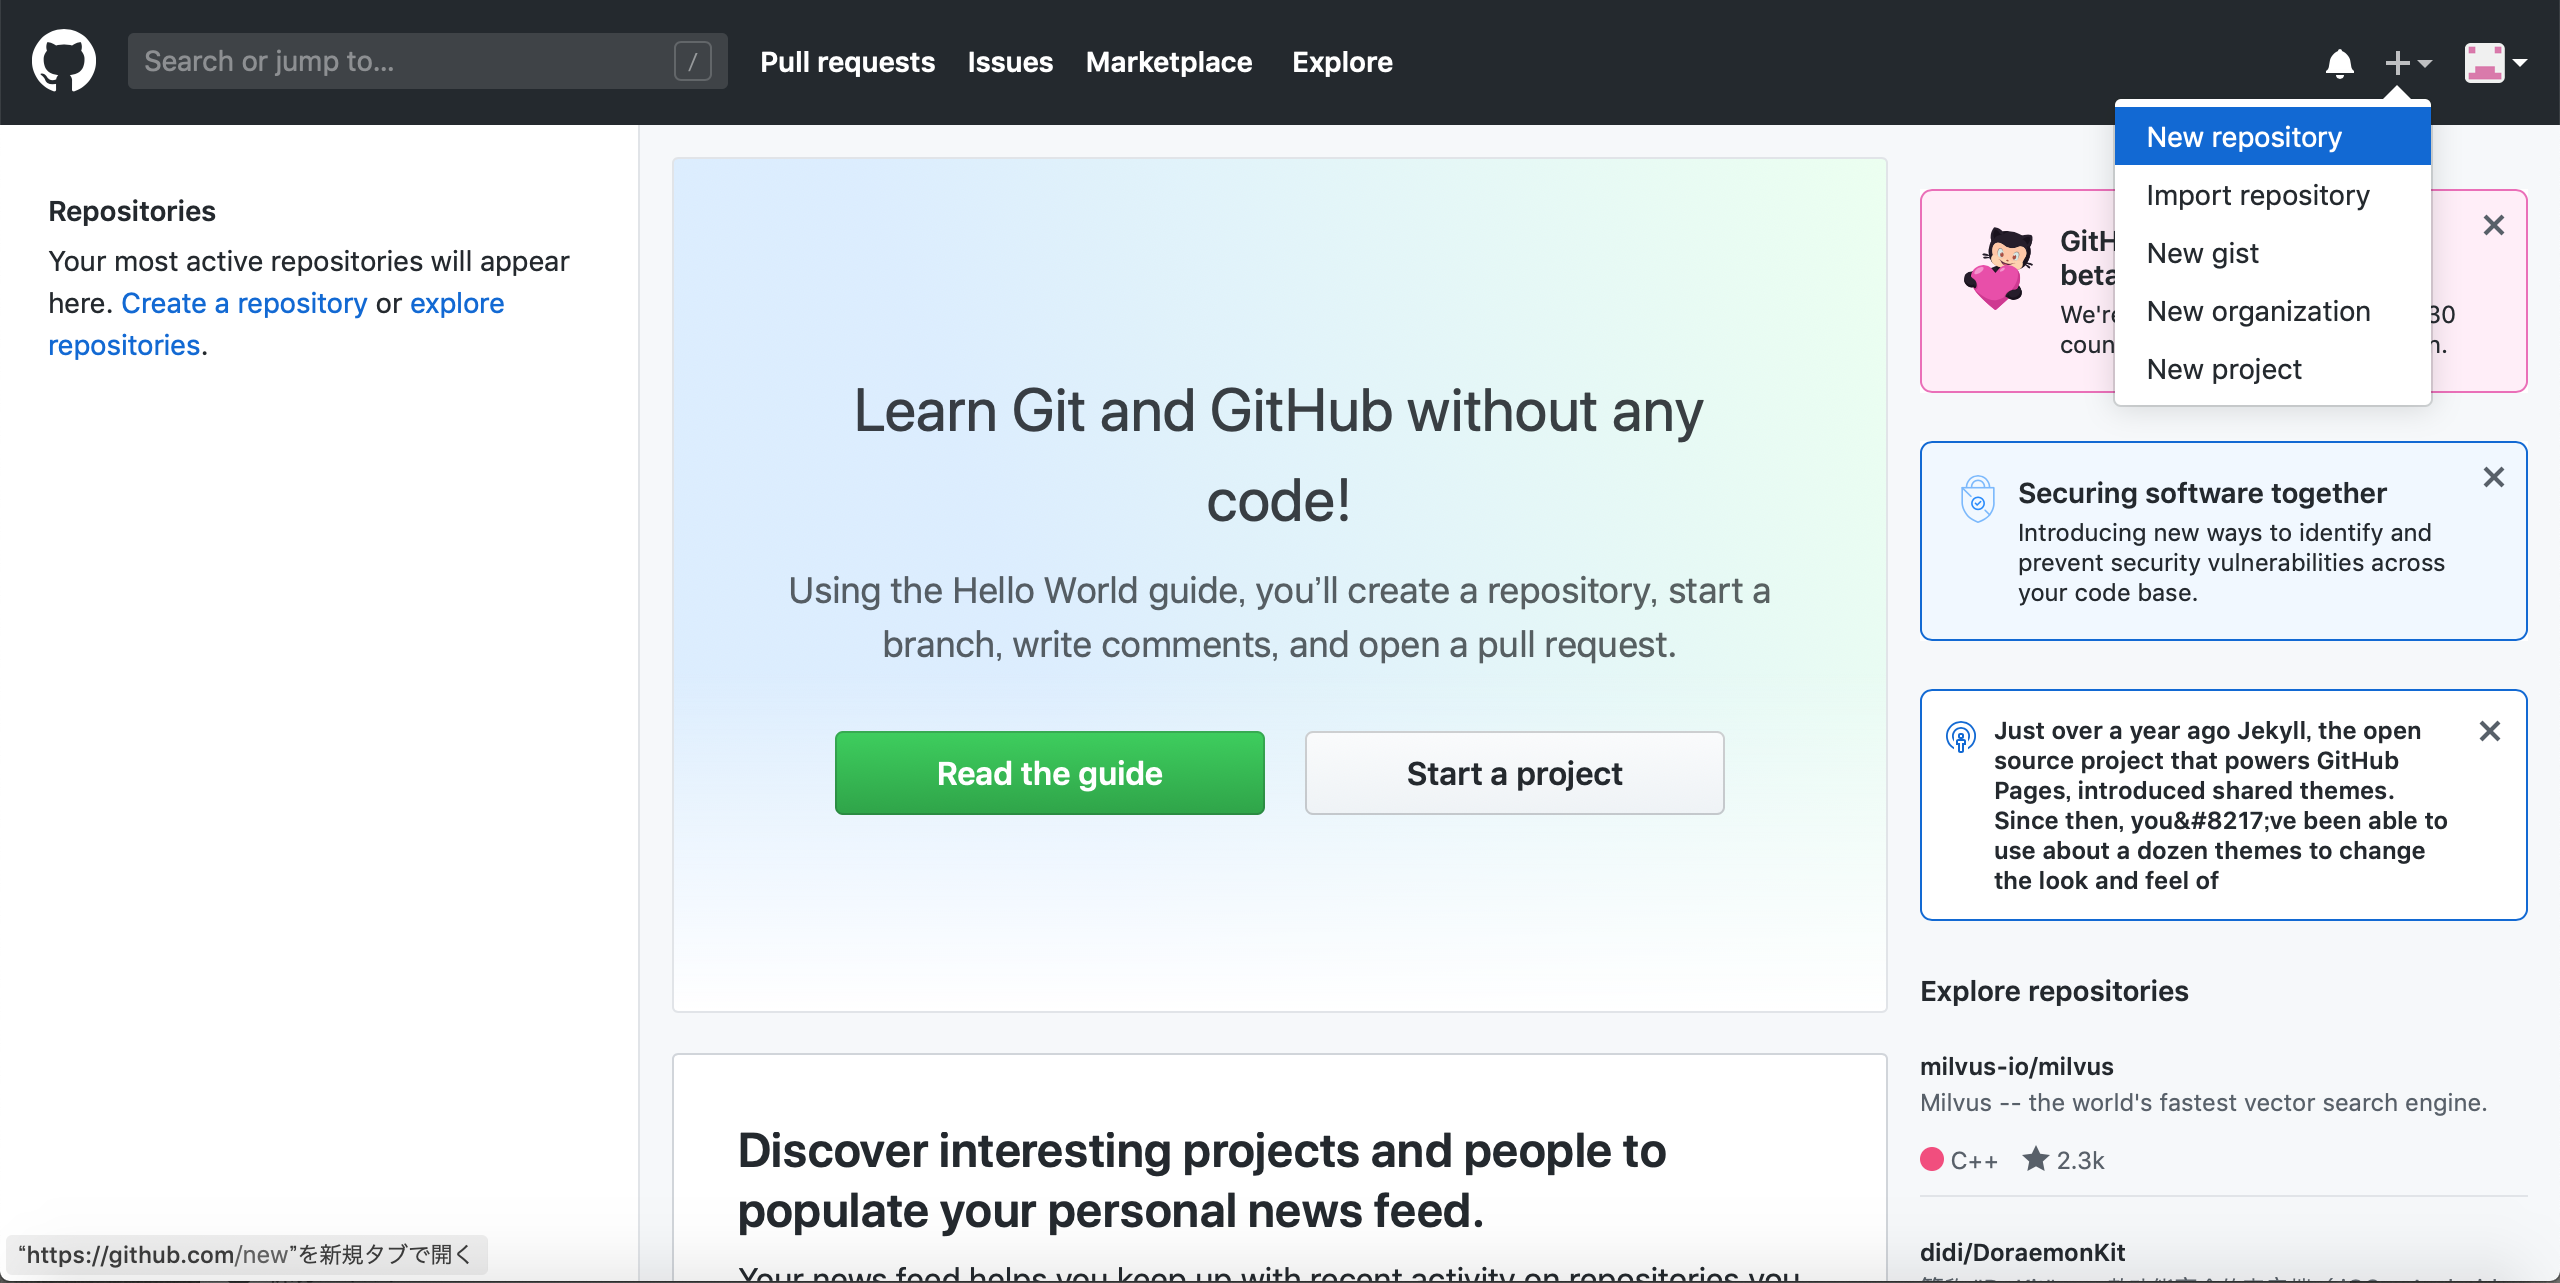 Search or jump to...
/
Pull requests
Issues
Marketplace
Explore
New repository
Import repository
New gist
New organization
New project
Repositories
Your most active repositories will appear
here. Create a repository or explore
repositories.
Learn Git and GitHub without any
code!
Using the Hello World guide, you’ll create a repository, start a
branch, write comments, and open a pull request.
Read the guide
Start a project
Discover interesting projects and people to
populate your personal news feed.
Your news feed helps you keep up with recent activity on repositories you
GitH
beta
We're
30
coun
n.
Securing software together
Introducing new ways to identify and
prevent security vulnerabilities across
your code base.
Just over a year ago Jekyll, the open
source project that powers GitHub
Pages, introduced shared themes.
Since then, you&#8217;ve been able to
use about a dozen themes to change
the look and feel of
Explore repositories
milvus-io/milvus
Milvus -- the world's fastest vector search engine.
C++
2.3k
didi/DoraemonKit
“https://github.com/new”を新規タブで開く